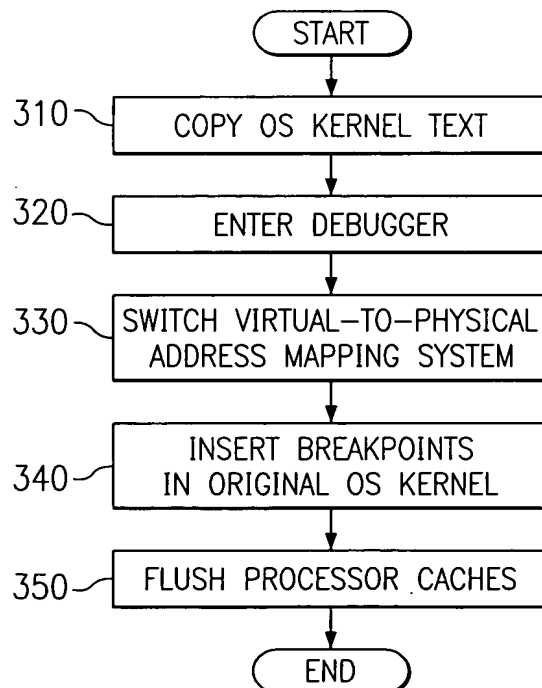 START
310
COPY OS KERNEL TEXT
320
ENTER DEBUGGER
330
SWITCH VIRTUAL-TO-PHYSICAL
ADDRESS MAPPING SYSTEM
340
INSERT BREAKPOINTS
IN ORIGINAL OS KERNEL
350
FLUSH PROCESSOR CACHES
END